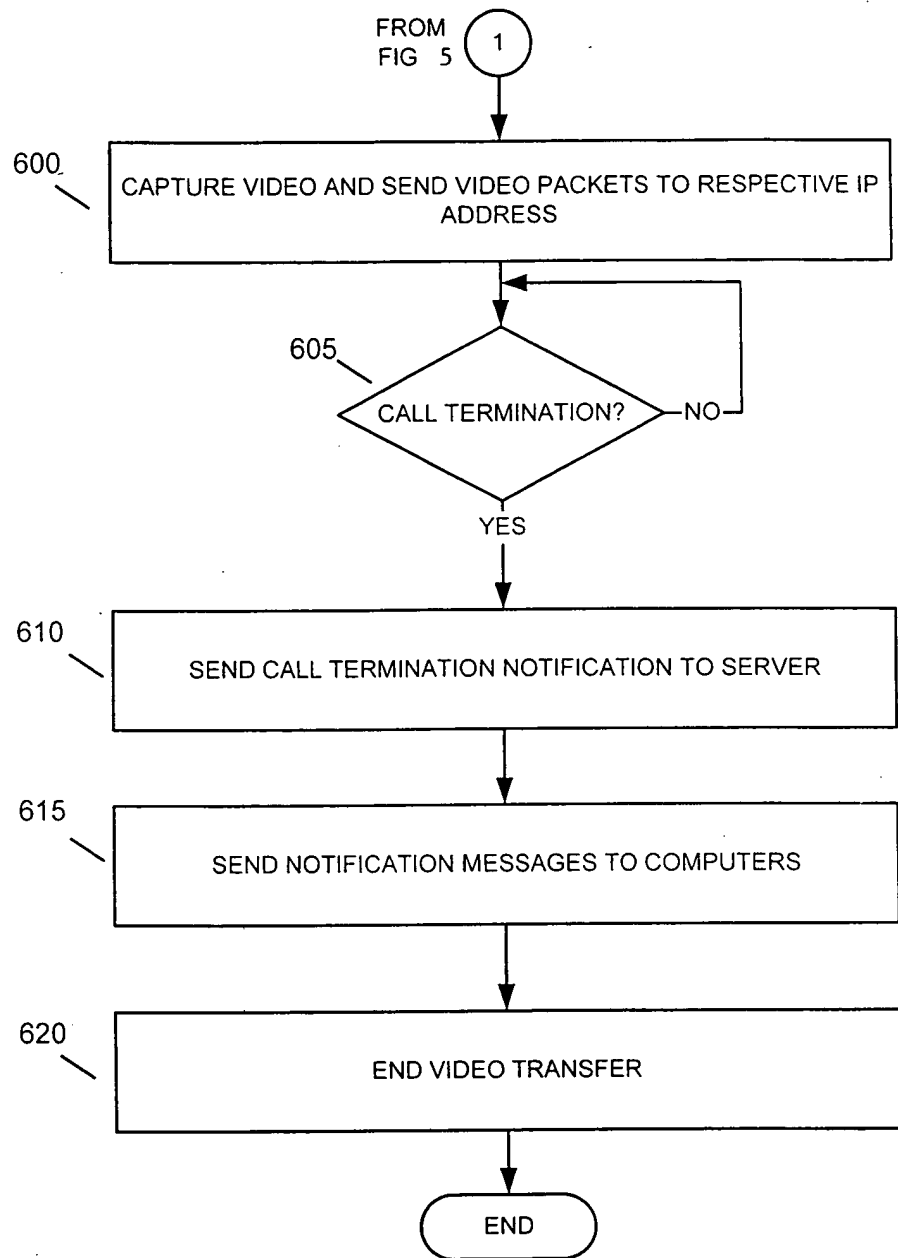 FROM
FIG 5
1
600
CAPTURE VIDEO AND SEND VIDEO PACKETS TO RESPECTIVE IP
ADDRESS
605
CALL TERMINATION?
NO
YES
610
SEND CALL TERMINATION NOTIFICATION TO SERVER
615
SEND NOTIFICATION MESSAGES TO COMPUTERS
620
END VIDEO TRANSFER
END